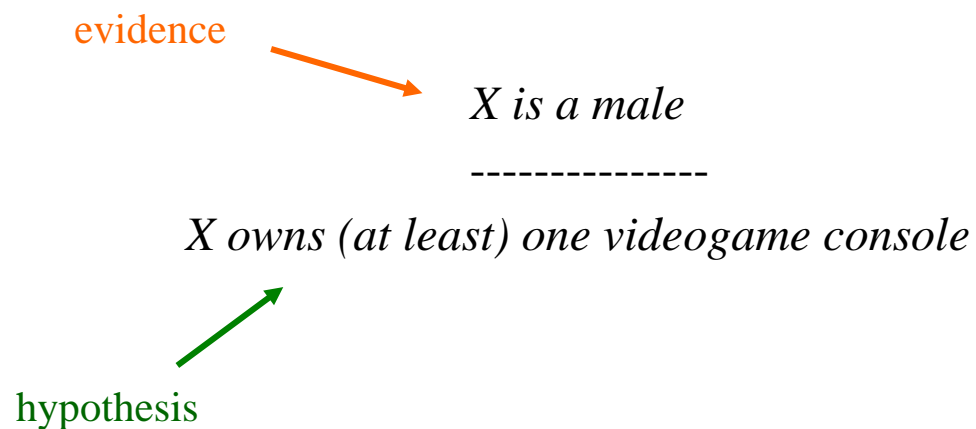 evidence
X is a male
---------------
X owns (at least) one videogame console
hypothesis